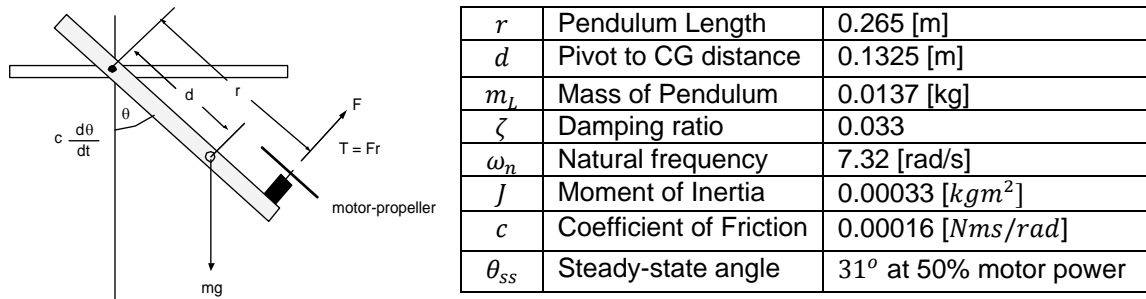 r
d
F
θ
c dθ
dt
T = Fr
motor-propeller
mg
r Pendulum Length 0.265 [m]
d Pivot to CG distance 0.1325 [m]
m_L Mass of Pendulum 0.0137 [kg]
ζ Damping ratio 0.033
ω_n Natural frequency 7.32 [rad/s]
J Moment of Inertia 0.00033 [kgm²]
c Coefficient of Friction 0.00016 [Nms/rad]
θ_ss Steady-state angle 31° at 50% motor power